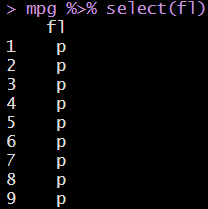 > mpg %>% select(fl)
fl
1 p
2 p
3 p
4 p
5 p
6 p
7 p
8 p
9 p